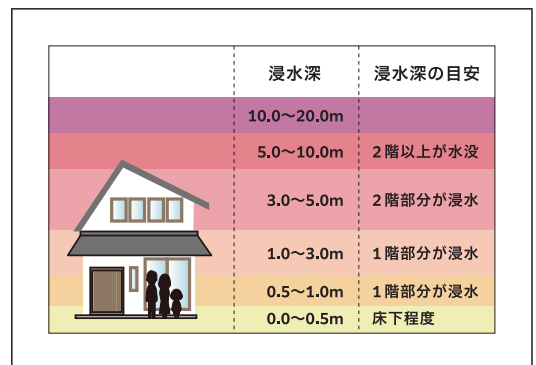 浸水深 浸水深の目安
10.0〜20.0m
5.0〜10.0m 2階以上が水没
3.0〜5.0m 2階部分が浸水
1.0〜3.0m 1階部分が浸水
0.5〜1.0m 1階部分が浸水
0.0〜0.5m 床下程度